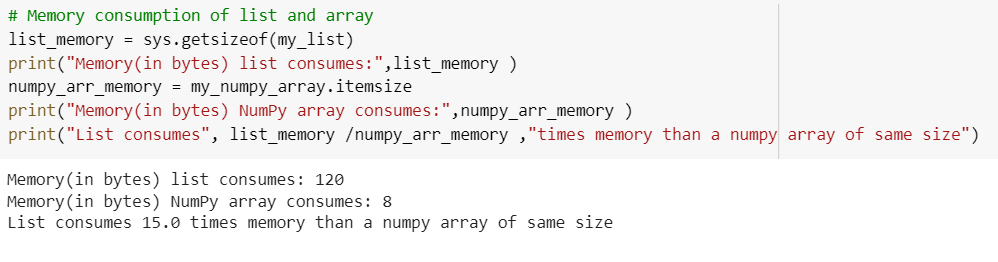 # Memory consumption of list and array
list_memory = sys.getsizeof(my_list)
print("Memory(in bytes) list consumes:",list_memory )
numpy_arr_memory = my_numpy_array.itemsize
print("Memory(in bytes) NumPy array consumes:",numpy_arr_memory )
print("List consumes", list_memory /numpy_arr_memory ,"times memory than a numpy array of same size")
Memory(in bytes) list consumes: 120
Memory(in bytes) NumPy array consumes: 8
List consumes 15.0 times memory than a numpy array of same size